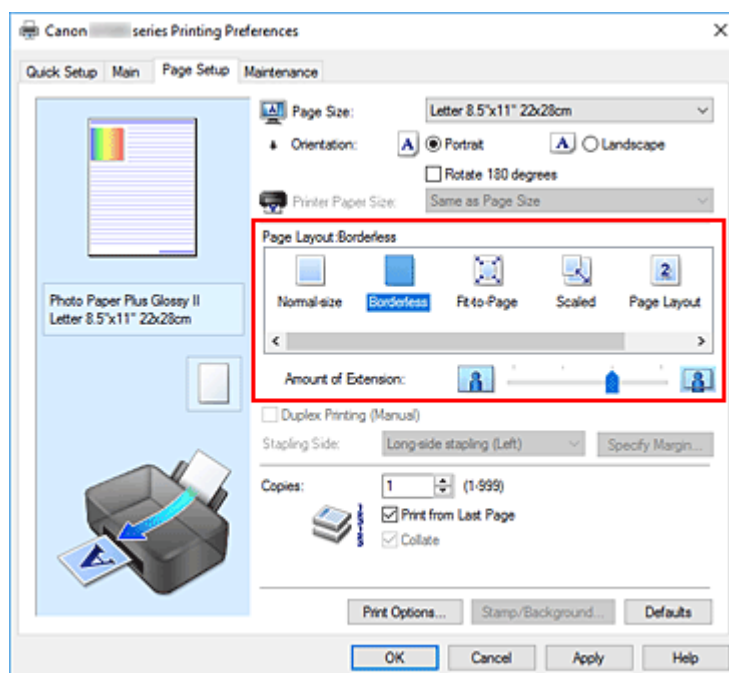 Canon series Printing Preferences
Quick Setup Main Page Setup Maintenance
Page Size: Letter 8.5"x11" 22x28cm
Orientation: A Portrait A Landscape
Rotate 180 degrees
Printer Paper Size: Same as Page Size
Page Layout:Borderless
2
Normal-size Borderless Fit-to-Page Scaled Page Layout
Photo Paper Plus Glossy II
Letter 8.5"x11" 22x28cm
Amount of Extension:
Duplex Printing (Manual)
Stapling Side: Long-side stapling (Left) Specify Margin...
Copies: 1 (1-999)
Print from Last Page
Collate
A
Print Options... Stamp/Background... Defaults
OK Cancel Apply Help